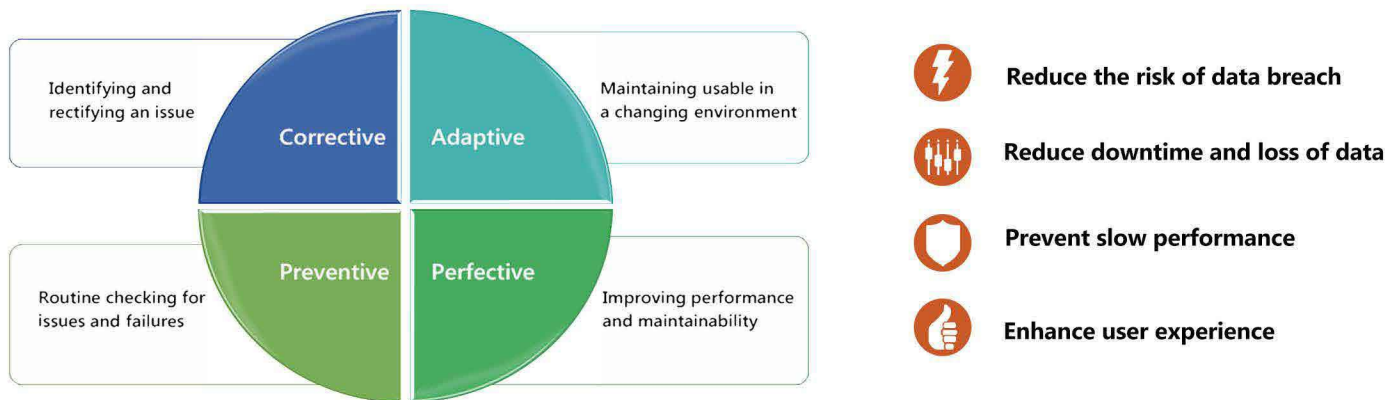 Identifying and
rectifying an issue
Corrective
Adaptive
Maintaining usable in
a changing environment
Routine checking for
issues and failures
Preventive
Perfective
Improving performance
and maintainability
Reduce the risk of data breach
Reduce downtime and loss of data
Prevent slow performance
Enhance user experience